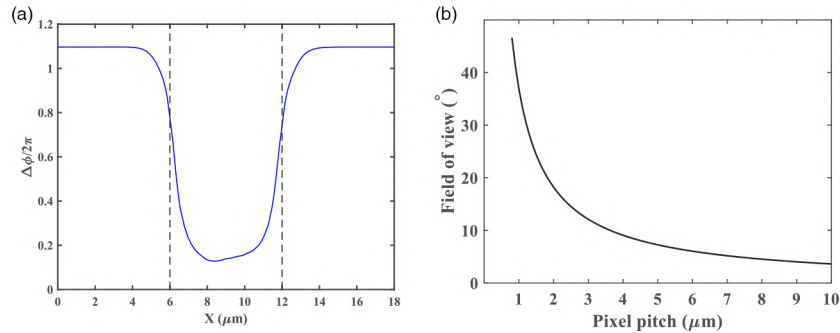 (a)
1.2
1
0.8
0.6
0.4
0.2
0
Δϕ/2π
0 2 4 6 8 10 12 14 16 18
X (μm)
(b)
40
30
20
10
0
Field of view (°)
1 2 3 4 5 6 7 8 9 10
Pixel pitch (μm)